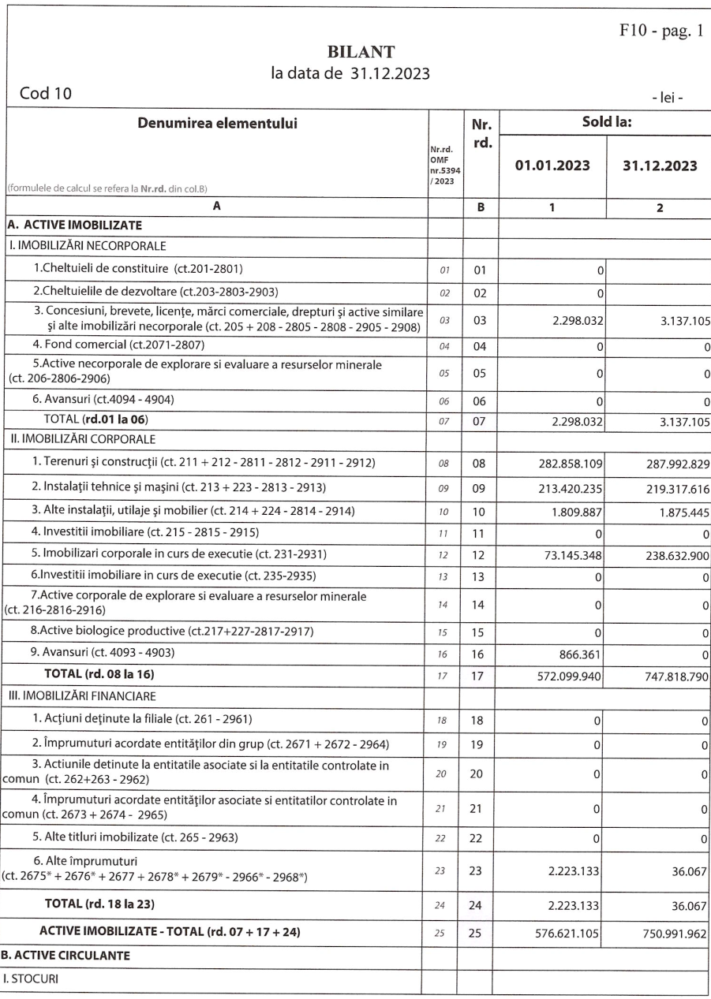 F10 - pag. 1
BILANT
la data de 31.12.2023
Cod 10
- lei -
Denumirea elementului
Nr.rd.
OMF
nr.5394
/ 2023
Nr.
rd.
Sold la:
01.01.2023 31.12.2023
(formulele de calcul se refera la Nr.rd. din col.B)
A B 1 2
A. ACTIVE IMOBILIZATE
I. IMOBILIZĂRI NECORPORALE
1.Cheltuieli de constituire (ct.201-2801) 01 01 0
2.Cheltuielile de dezvoltare (ct.203-2803-2903) 02 02 0
3. Concesiuni, brevete, licenţe, mărci comerciale, drepturi şi active similare
şi alte imobilizări necorporale (ct. 205 + 208 - 2805 - 2808 - 2905 - 2908) 03 03 2.298.032 3.137.105
4. Fond comercial (ct.2071-2807) 04 04 0 0
5.Active necorporale de explorare si evaluare a resurselor minerale
(ct. 206-2806-2906) 05 05 0 0
6. Avansuri (ct.4094 - 4904) 06 06 0 0
TOTAL (rd.01 la 06) 07 07 2.298.032 3.137.105
II. IMOBILIZĂRI CORPORALE
1. Terenuri şi construcţii (ct. 211 + 212 - 2811 - 2812 - 2911 - 2912) 08 08 282.858.109 287.992.829
2. Instalaţii tehnice şi maşini (ct. 213 + 223 - 2813 - 2913) 09 09 213.420.235 219.317.616
3. Alte instalaţii, utilaje şi mobilier (ct. 214 + 224 - 2814 - 2914) 10 10 1.809.887 1.875.445
4. Investitii imobiliare (ct. 215 - 2815 - 2915) 11 11 0 0
5. Imobilizari corporale in curs de executie (ct. 231-2931) 12 12 73.145.348 238.632.900
6.Investitii imobiliare in curs de executie (ct. 235-2935) 13 13 0 0
7.Active corporale de explorare si evaluare a resurselor minerale
(ct. 216-2816-2916) 14 14 0 0
8.Active biologice productive (ct.217+227-2817-2917) 15 15 0 0
9. Avansuri (ct. 4093 - 4903) 16 16 866.361 0
TOTAL (rd. 08 la 16) 17 17 572.099.940 747.818.790
III. IMOBILIZĂRI FINANCIARE
1. Acţiuni deţinute la filiale (ct. 261 - 2961) 18 18 0 0
2. Împrumuturi acordate entităţilor din grup (ct. 2671 + 2672 - 2964) 19 19 0 0
3. Actiunile detinute la entitatile asociate si la entitatile controlate in
comun (ct. 262+263 - 2962) 20 20 0 0
4. Împrumuturi acordate entităţilor asociate si entitatilor controlate in
comun (ct. 2673 + 2674 - 2965) 21 21 0 0
5. Alte titluri imobilizate (ct. 265 - 2963) 22 22 0 0
6. Alte împrumuturi
(ct. 2675* + 2676* + 2677 + 2678* + 2679* - 2966* - 2968*) 23 23 2.223.133 36.067
TOTAL (rd. 18 la 23) 24 24 2.223.133 36.067
ACTIVE IMOBILIZATE - TOTAL (rd. 07 + 17 + 24) 25 25 576.621.105 750.991.962
B. ACTIVE CIRCULANTE
I. STOCURI